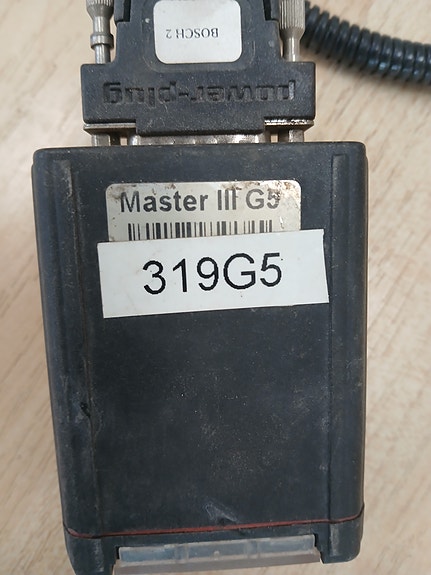 BOSCH 2
power-plug
Master III G5
319G5